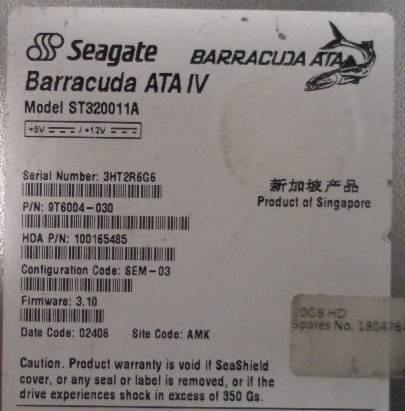 Seagate
BARRACUDA ATA
Barracuda ATA IV
Model ST320011A
+5V / +12V
Serial Number: 3HT2R6G6
P/N: 9T6004-030
新加坡产品
Product of Singapore
HDA P/N: 100165485
Configuration Code: SEM-03
Firmware: 3.10
20GB HD
Spares No. 180476
Date Code: 02406 Site Code: AMK
Caution. Product warranty is void if SeaShield
cover, or any seal or label is removed, or if the
drive experiences shock in excess of 350 Gs.